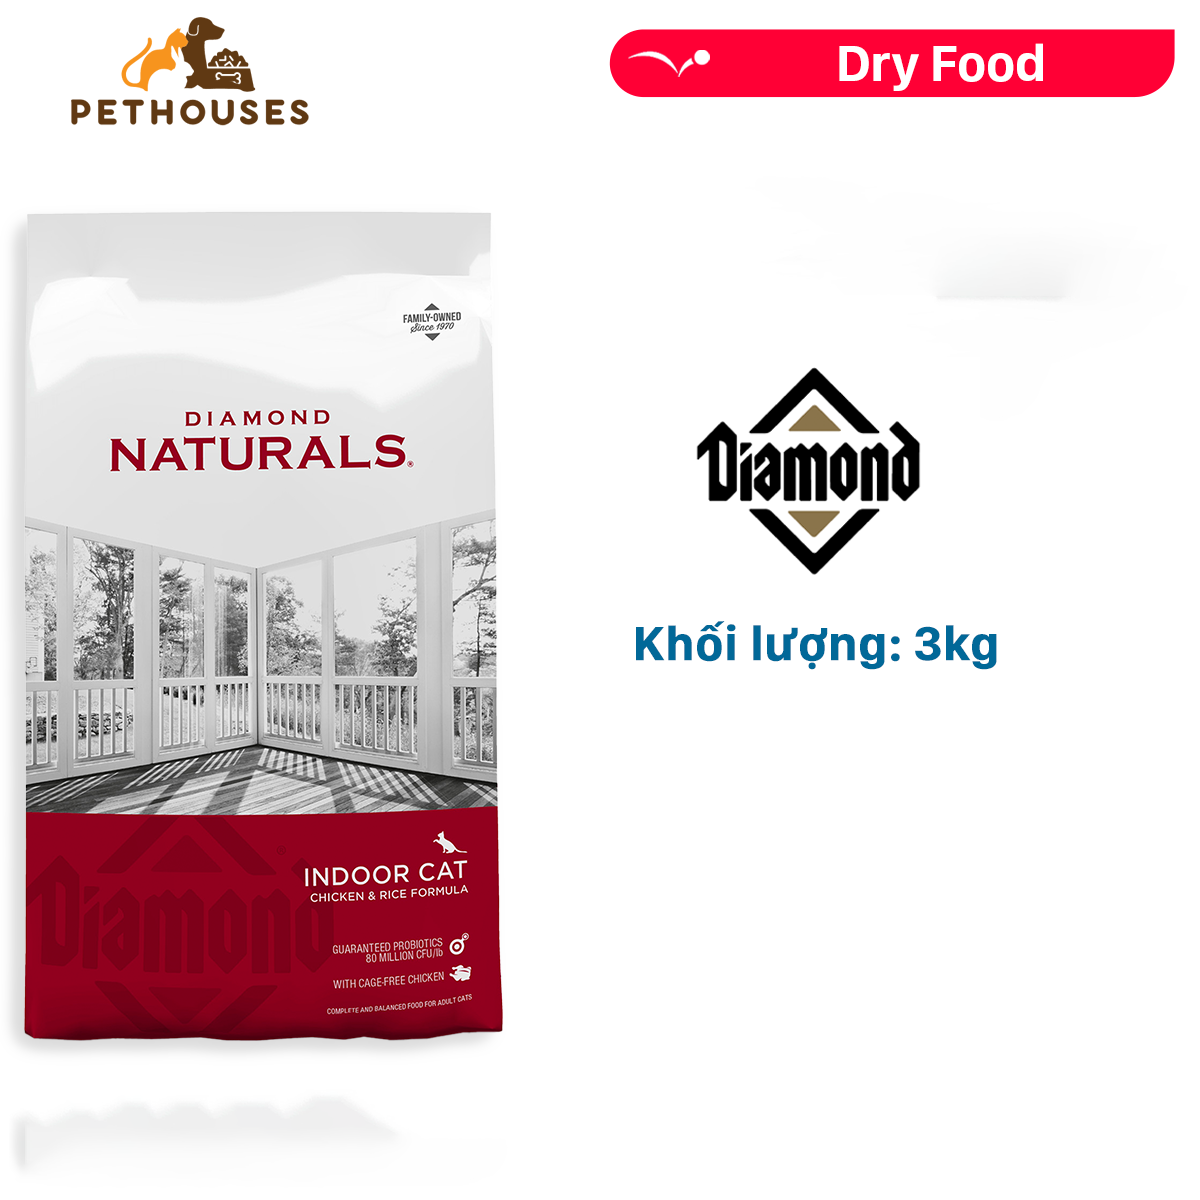 PETHOUSES
Dry Food
FAMILY-OWNED
Since 1970
DIAMOND
NATURALS®
Diamond
Khối lượng: 3kg
Diamond®
INDOOR CAT
CHICKEN & RICE FORMULA
GUARANTEED PROBIOTICS
80 MILLION CFU/lb
WITH CAGE-FREE CHICKEN
COMPLETE AND BALANCED FOOD FOR ADULT CATS